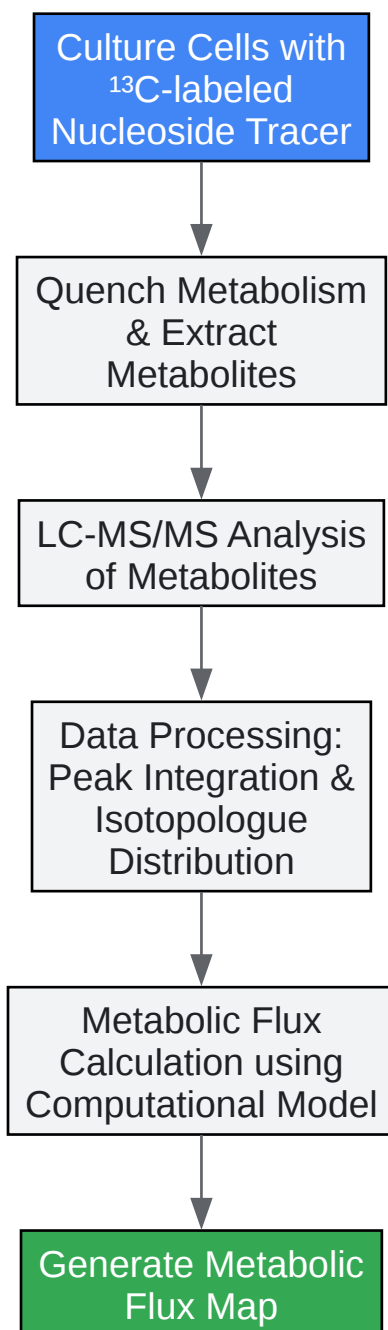 Culture Cells with
¹³C-labeled
Nucleoside Tracer
Quench Metabolism
& Extract
Metabolites
LC-MS/MS Analysis
of Metabolites
Data Processing:
Peak Integration &
Isotopologue
Distribution
Metabolic Flux
Calculation using
Computational Model
Generate Metabolic
Flux Map